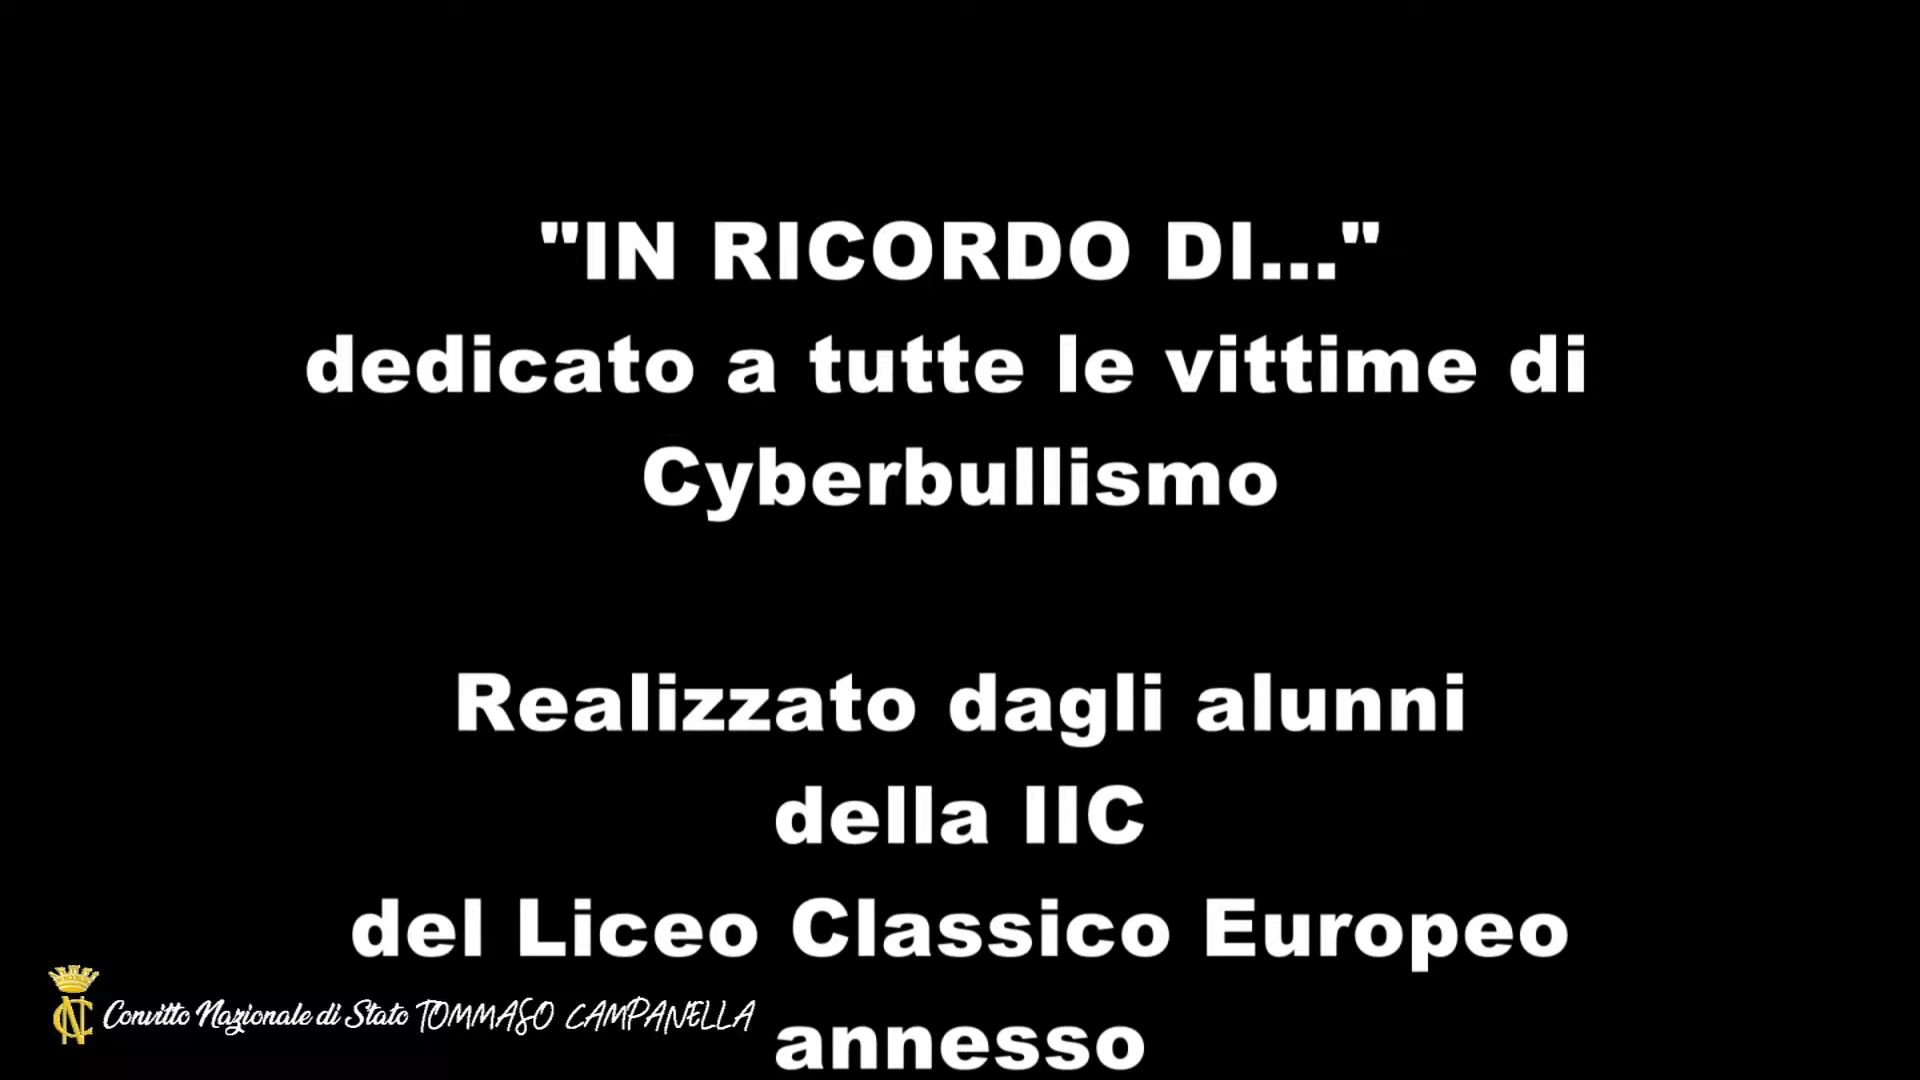 "IN RICORDO DI..."
dedicato a tutte le vittime di
Cyberbullismo
Realizzato dagli alunni
della IIC
del Liceo Classico Europeo
annesso
Convitto Nazionale di Stato TOMMASO CAMPANELLA